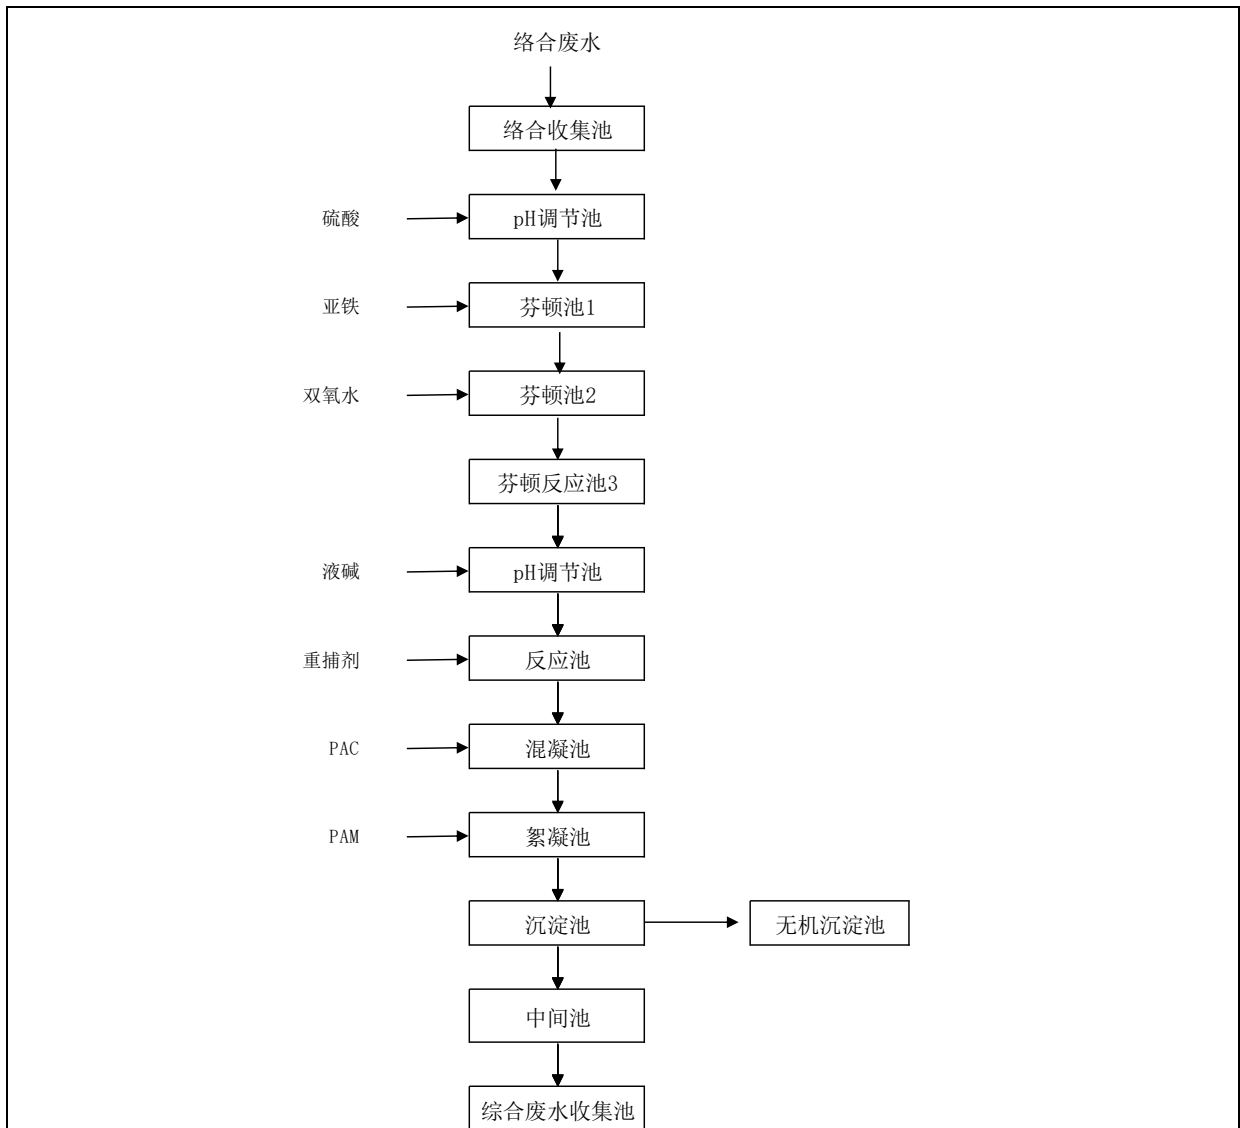 络合废水
络合收集池
硫酸
pH调节池
亚铁
芬顿池1
双氧水
芬顿池2
芬顿反应池3
液碱
pH调节池
重捕剂
反应池
PAC
混凝池
PAM
絮凝池
沉淀池
无机沉淀池
中间池
综合废水收集池